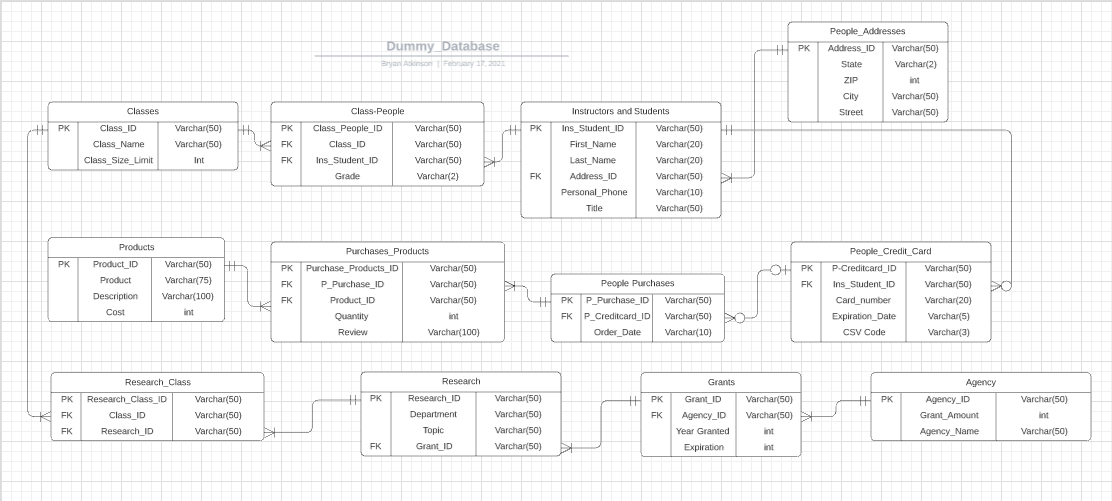 Dummy_Database
Bryan Atkinson | February 17, 2021
People_Addresses
PK Address_ID Varchar(50)
State Varchar(2)
ZIP int
City Varchar(50)
Street Varchar(50)
Classes
PK Class_ID Varchar(50)
Class_Name Varchar(50)
Class_Size_Limit Int
Class-People
PK Class_People_ID Varchar(50)
FK Class_ID Varchar(50)
FK Ins_Student_ID Varchar(50)
Grade Varchar(2)
Instructors and Students
PK Ins_Student_ID Varchar(50)
First_Name Varchar(20)
Last_Name Varchar(20)
FK Address_ID Varchar(50)
Personal_Phone Varchar(10)
Title Varchar(50)
Products
PK Product_ID Varchar(50)
Product Varchar(75)
Description Varchar(100)
Cost int
Purchases_Products
PK Purchase_Products_ID Varchar(50)
FK P_Purchase_ID Varchar(50)
FK Product_ID Varchar(50)
Quantity int
Review Varchar(100)
People Purchases
PK P_Purchase_ID Varchar(50)
FK P_Creditcard_ID Varchar(50)
Order_Date Varchar(10)
People_Credit_Card
PK P-Creditcard_ID Varchar(50)
FK Ins_Student_ID Varchar(50)
Card_number Varchar(20)
Expiration_Date Varchar(5)
CSV Code Varchar(3)
Research_Class
PK Research_Class_ID Varchar(50)
FK Class_ID Varchar(50)
FK Research_ID Varchar(50)
Research
PK Research_ID Varchar(50)
Department Varchar(50)
Topic Varchar(50)
FK Grant_ID Varchar(50)
Grants
PK Grant_ID Varchar(50)
FK Agency_ID Varchar(50)
Year Granted int
Expiration int
Agency
PK Agency_ID Varchar(50)
Grant_Amount int
Agency_Name Varchar(50)